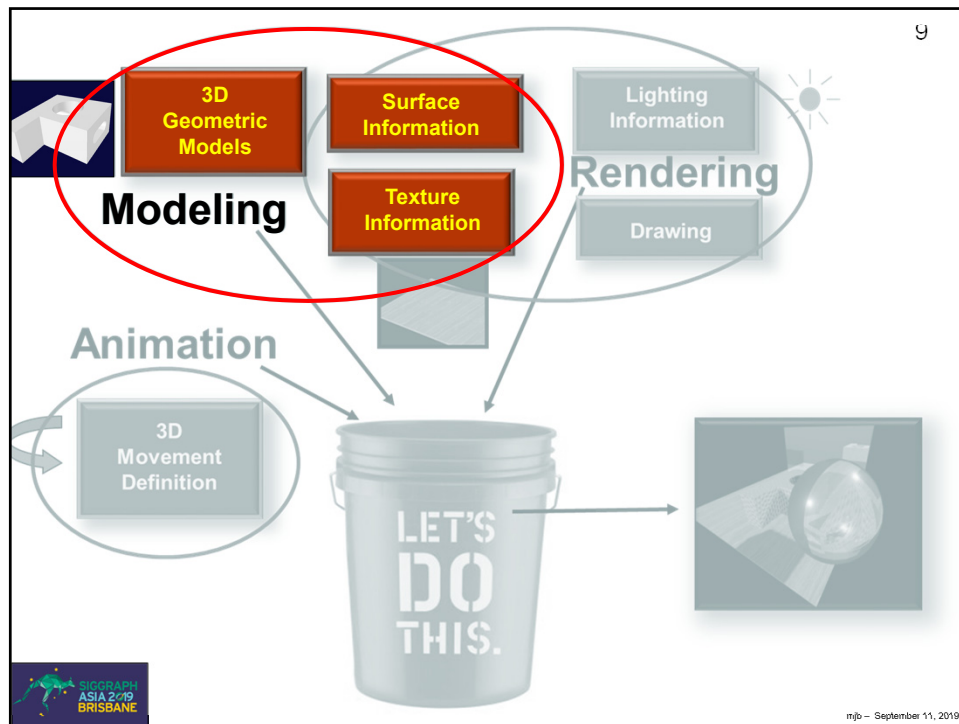 9
3D
Geometric
Models
Surface
Information
Lighting
Information
Modeling
Texture
Information
Rendering
Drawing
Animation
3D
Movement
Definition
LET'S
DO
THIS.
SIGGRAPH
ASIA 2019
BRISBANE
mjb – September 11, 2019